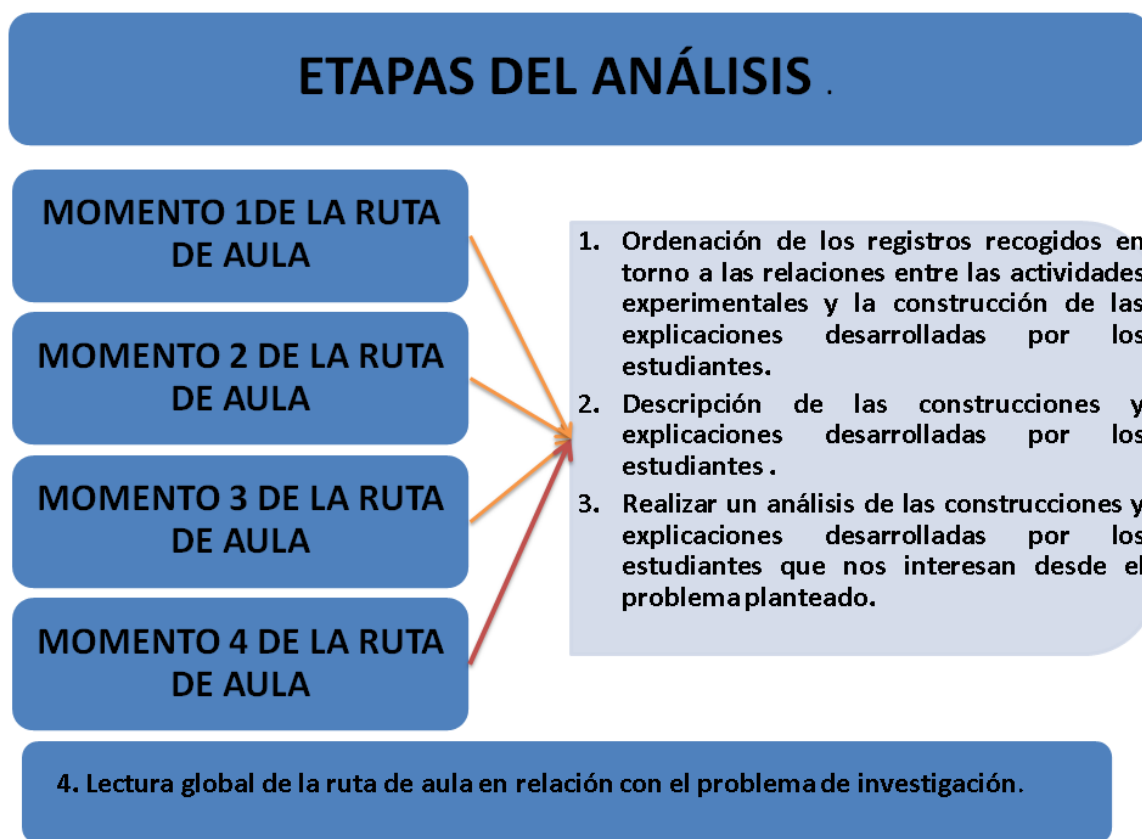 ETAPAS DEL ANÁLISIS .
MOMENTO 1DE LA RUTA
DE AULA
MOMENTO 2 DE LA RUTA
DE AULA
MOMENTO 3 DE LA RUTA
DE AULA
MOMENTO 4 DE LA RUTA
DE AULA
1. Ordenación de los registros recogidos en
torno a las relaciones entre las actividades
experimentales y la construcción de las
explicaciones desarrolladas por los
estudiantes.
2. Descripción de las construcciones y
explicaciones desarrolladas por los
estudiantes .
3. Realizar un análisis de las construcciones y
explicaciones desarrolladas por los
estudiantes que nos interesan desde el
problema planteado.
4. Lectura global de la ruta de aula en relación con el problema de investigación.